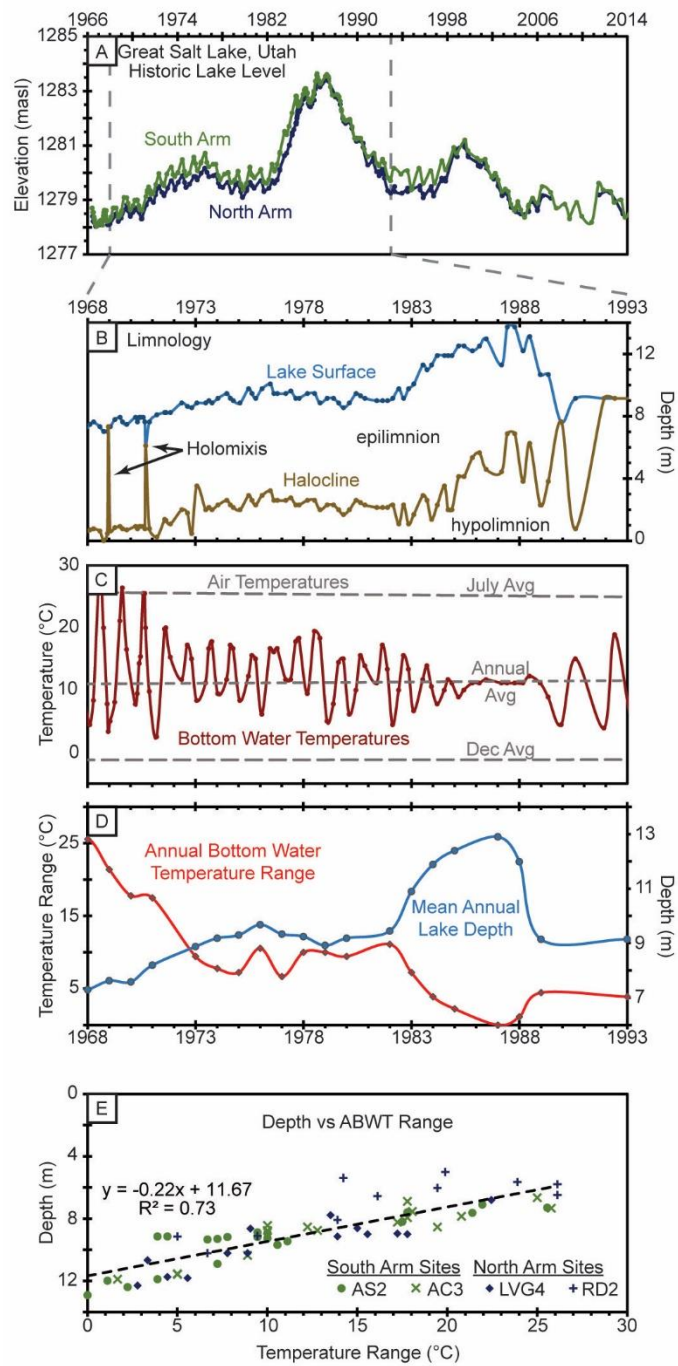 1966 1974 1976 1982 1992 1998 2006 2014
1285
1283
1281
1279
1277
Elevation (masl)
A
Great Salt Lake, Utah
Historic Lake Level
South Arm
North Arm
1968 1973 1978 1983 1988 1993
B
Limnology
Lake Surface
Holomixis
epilimnion
Halocline
hypolimnion
12
8
4
0
Depth (m)
30
20
10
0
Temperature (°C)
C
Air Temperatures
July Avg
Annual
Avg
Bottom Water Temperatures
Dec Avg
25
15
5
Temperature Range (°C)
D
Annual Bottom Water
Temperature Range
Mean Annual
Lake Depth
13
11
9
7
Depth (m)
1968 1973 1978 1983 1988 1993
0
4
8
12
Depth (m)
E
Depth vs ABWT Range
y = -0.22x + 11.67
R² = 0.73
South Arm Sites North Arm Sites
AS2 AC3 LVG4 RD2
0 5 10 15 20 25 30
Temperature Range (°C)